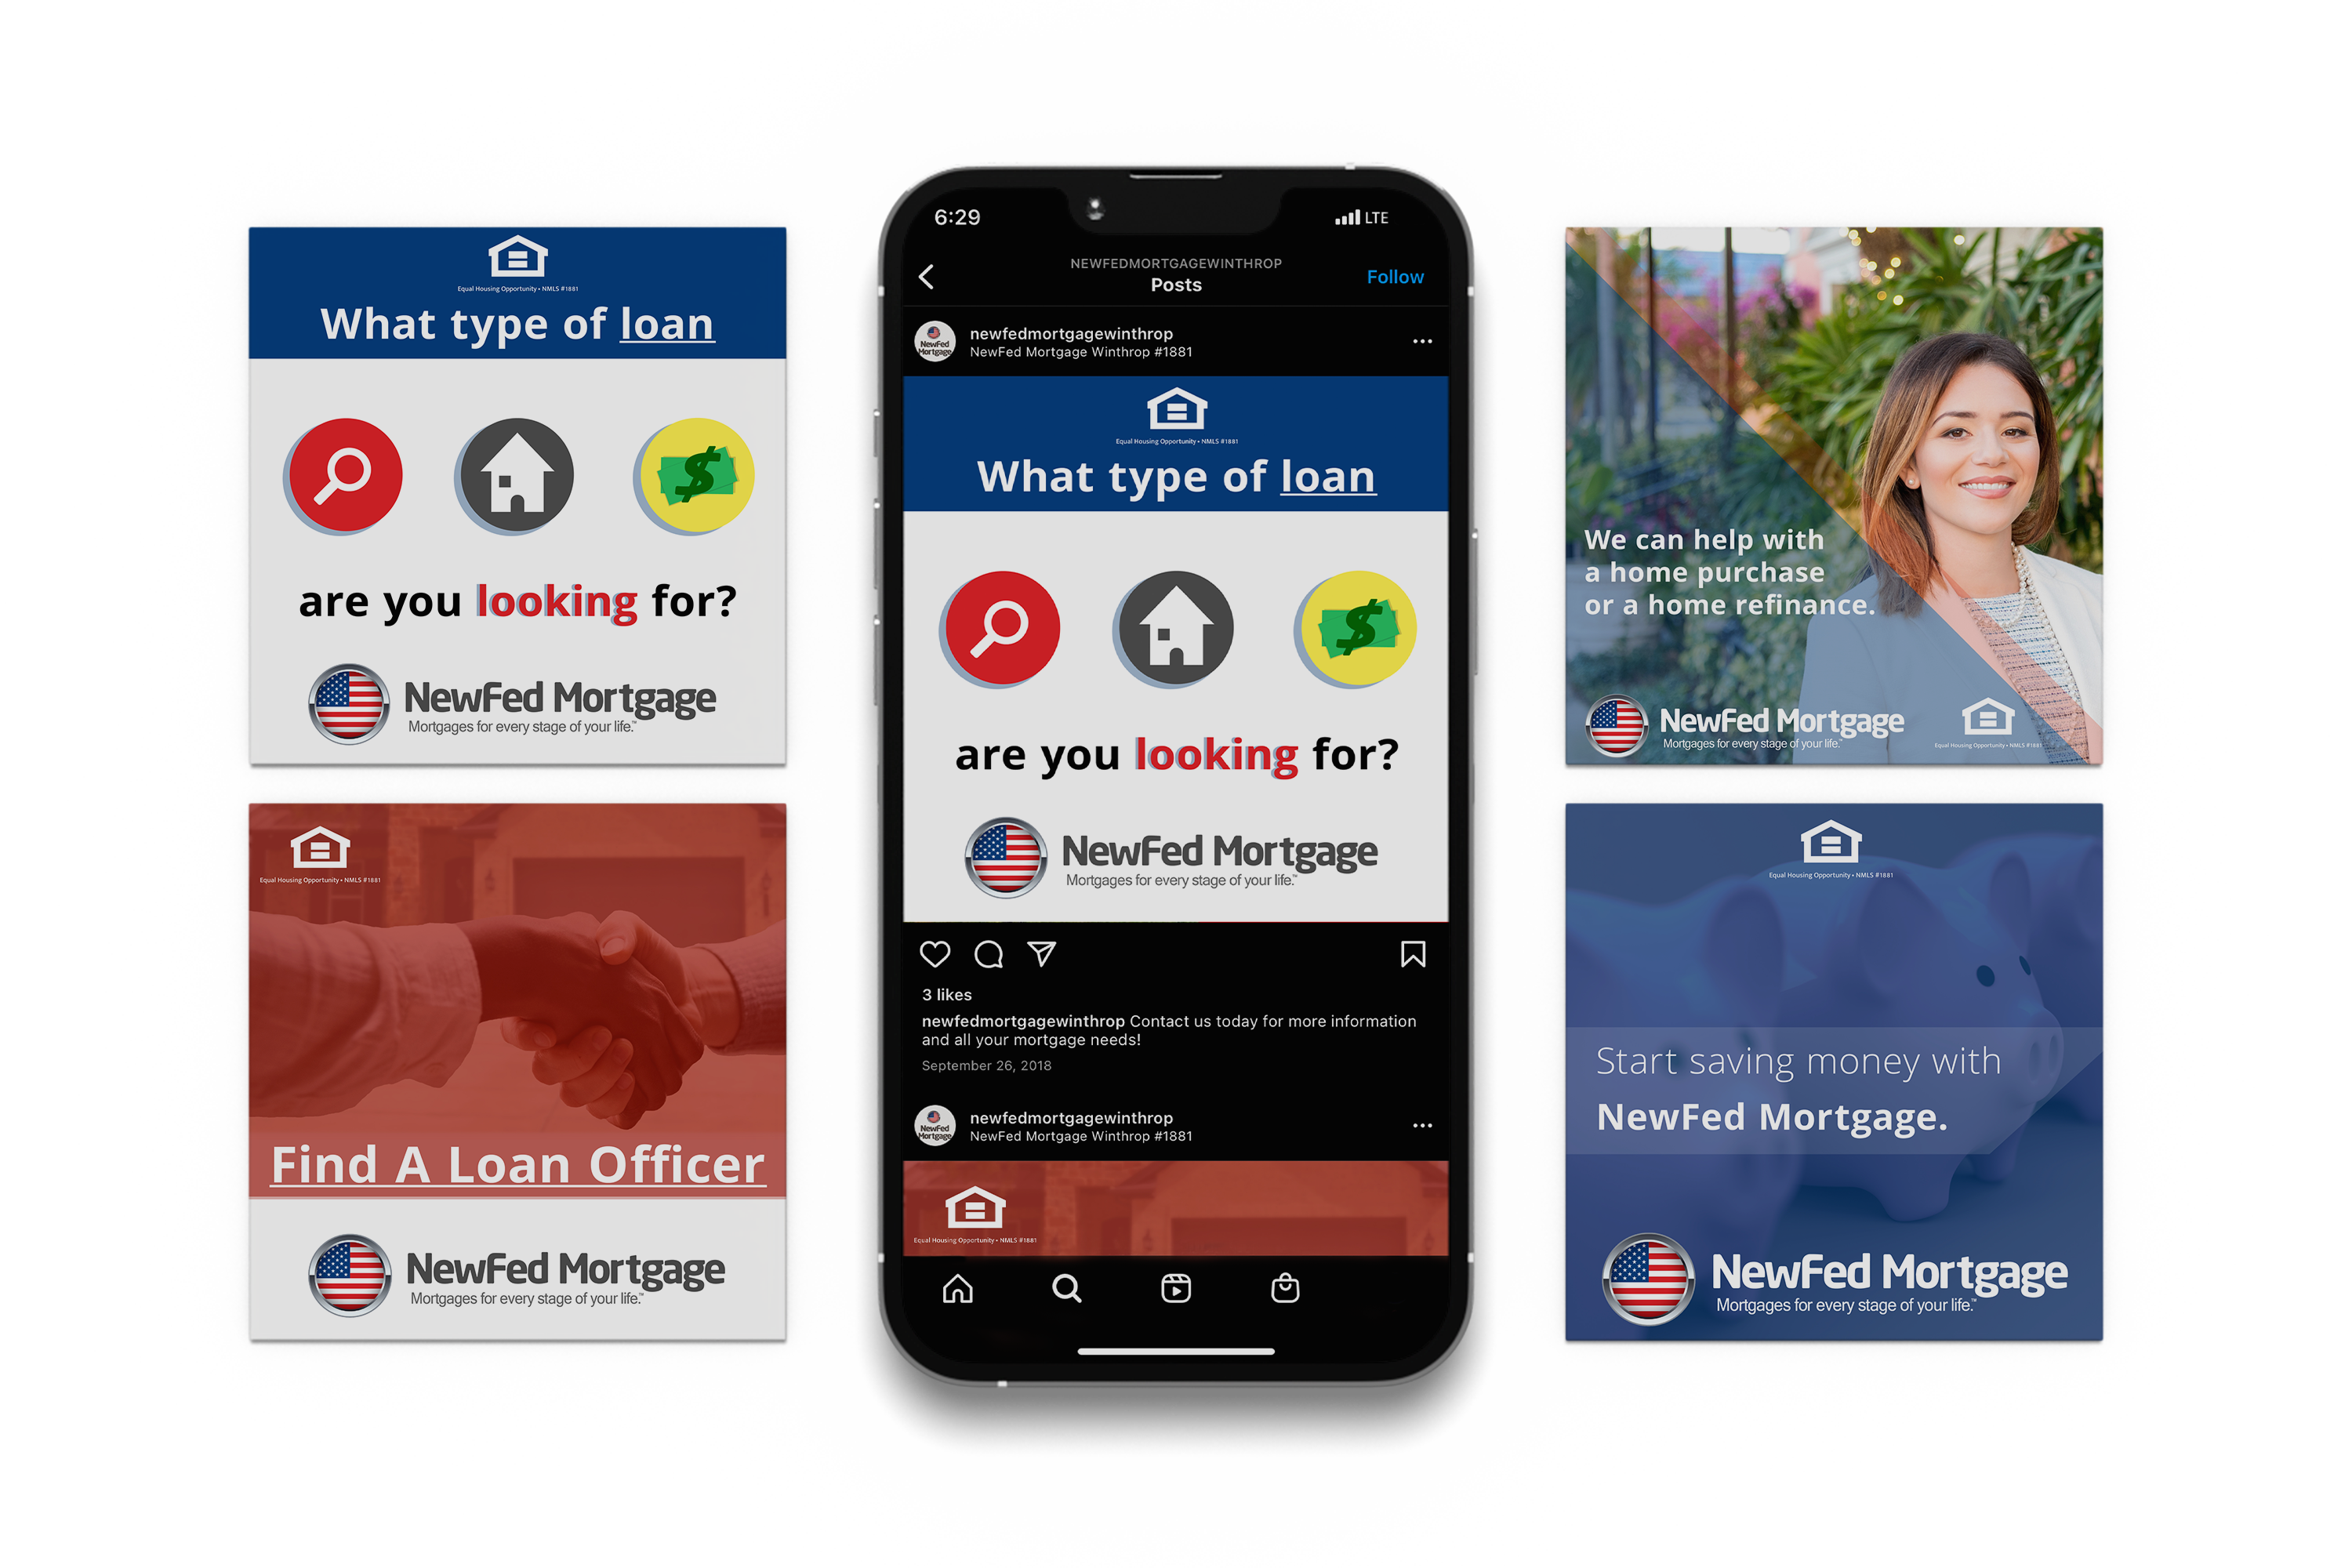 Equal Housing Opportunity • NMLS #1881
What type of loan
are you looking for?
NewFed Mortgage
Mortgages for every stage of your life.™
Equal Housing Opportunity • NMLS #1881
Find A Loan Officer
NewFed Mortgage
Mortgages for every stage of your life.™
6:29
LTE
NEWFEDMORTGAGEWINTHROP
Posts
Follow
NewFed
Mortgage
newfedmortgagewinthrop
NewFed Mortgage Winthrop #1881
Equal Housing Opportunity • NMLS #1881
What type of loan
$
are you looking for?
NewFed Mortgage
Mortgages for every stage of your life.™
3 likes
newfedmortgagewinthrop Contact us today for more information
and all your mortgage needs!
September 26, 2018
NewFed
Mortgage
newfedmortgagewinthrop
NewFed Mortgage Winthrop #1881
Equal Housing Opportunity • NMLS #1881
We can help with
a home purchase
or a home refinance.
NewFed Mortgage
Mortgages for every stage of your life.™
Equal Housing Opportunity • NMLS #1881
Equal Housing Opportunity • NMLS #1881
Start saving money with
NewFed Mortgage.
NewFed Mortgage
Mortgages for every stage of your life.™